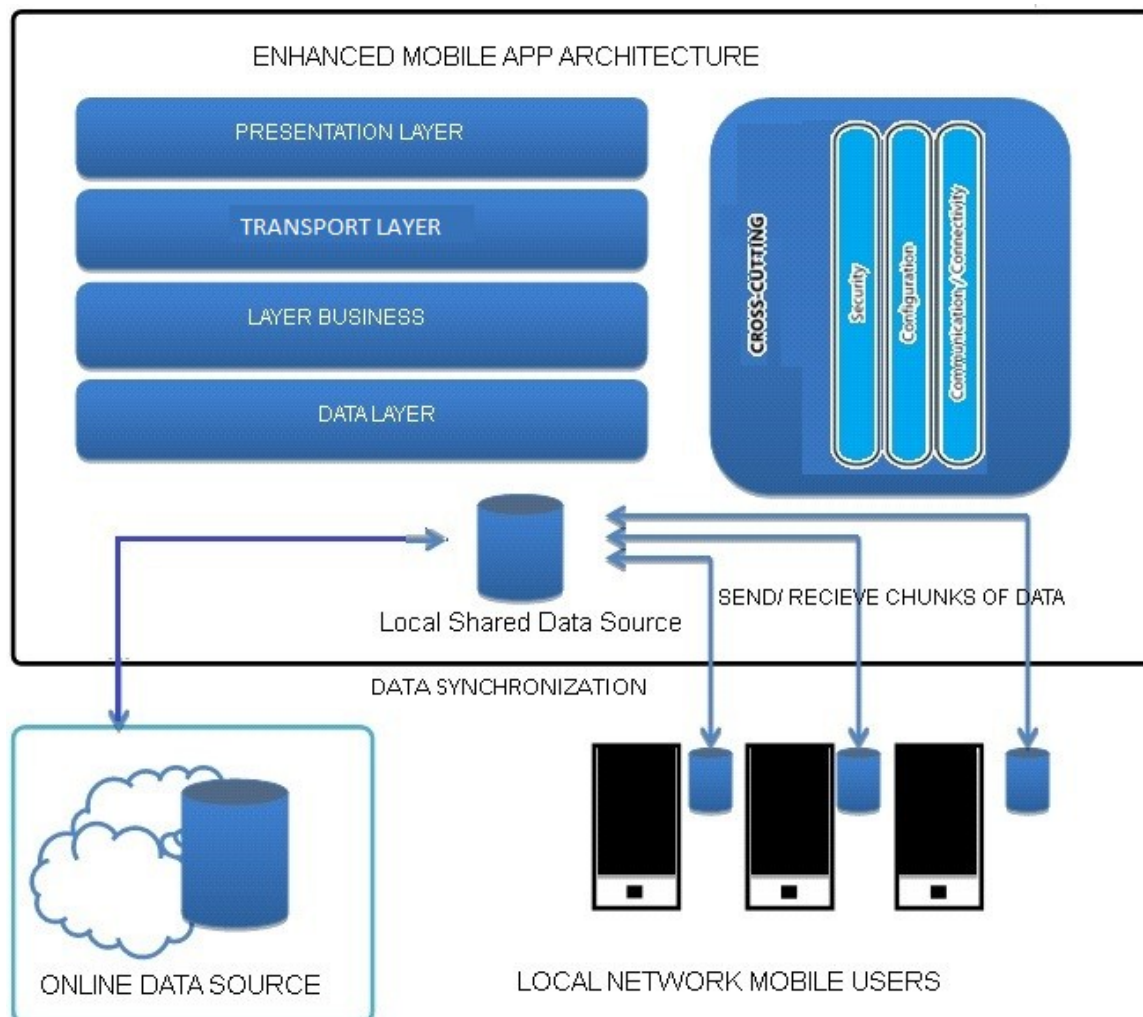 ENHANCED MOBILE APP ARCHITECTURE
PRESENTATION LAYER
TRANSPORT LAYER
LAYER BUSINESS
DATA LAYER
CROSS-CUTTING
Security
Configuration
Communication/Connectivity
Local Shared Data Source
SEND/ RECIEVE CHUNKS OF DATA
DATA SYNCHRONIZATION
ONLINE DATA SOURCE
LOCAL NETWORK MOBILE USERS